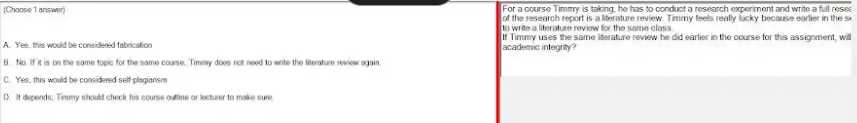 (Choose 1 answer)
A. Yes, this would be considered fabrication
B. No. If it is on the same topic for the same course, Timmy does not need to write the literature review again.
C. Yes, this would be considered self-plagiarism
D. It depends; Timmy should check his course outline or lecturer to make sure.
For a course Timmy is taking, he has to conduct a research experiment and write a full
of the research report is a literature review. Timmy feels really lucky because earlier in the
to write a literature review for the same class.
If Timmy uses the same literature review he did earlier in the course for this assignment,
academic integrity?